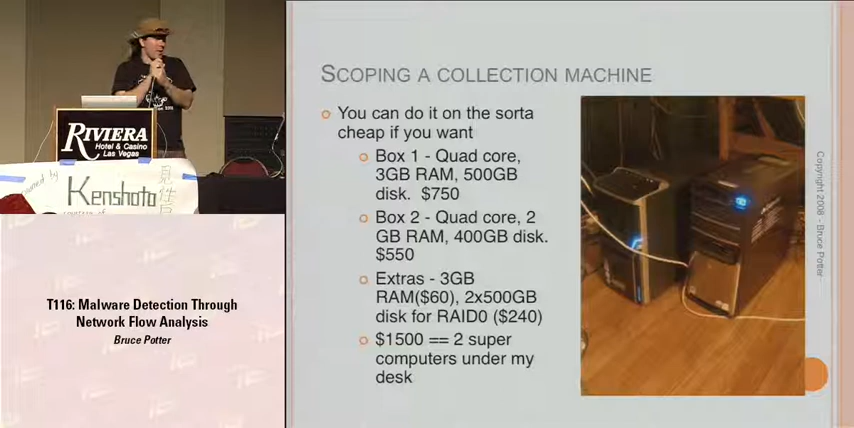 RIVIERA
Hotel & Casino
Las Vegas
Kenshoto
T116: Malware Detection Through
Network Flow Analysis
Bruce Potter
SCOPING A COLLECTION MACHINE
You can do it on the sorta
cheap if you want
Box 1 - Quad core,
3GB RAM, 500GB
disk. $750
Box 2 - Quad core, 2
GB RAM, 400GB disk.
$550
Extras - 3GB
RAM($60), 2x500GB
disk for RAID0 ($240)
$1500 == 2 super
computers under my
desk
Copyright 2008 - Bruce Potter